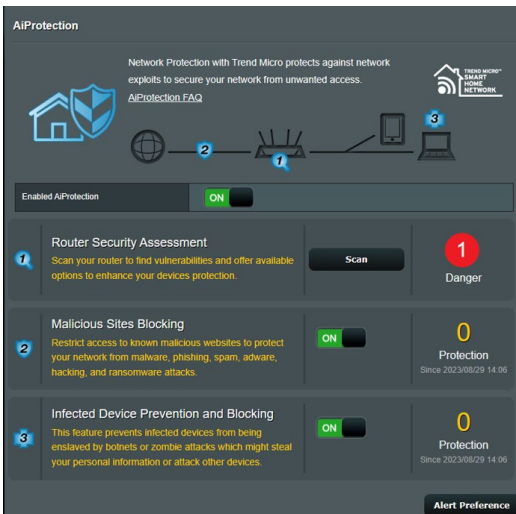 AiProtection
Network Protection with Trend Micro protects against network
exploits to secure your network from unwanted access.
AiProtection FAQ
TREND MICRO™
SMART
HOME
NETWORK
3
2
1
Enabled AiProtection
ON
1
Router Security Assessment
Scan your router to find vulnerabilities and offer available
options to enhance your devices protection.
Scan
1
Danger
2
Malicious Sites Blocking
Restrict access to known malicious websites to protect
your network from malware, phishing, spam, adware,
hacking, and ransomware attacks.
ON
0
Protection
Since 2023/08/29 14:06
3
Infected Device Prevention and Blocking
This feature prevents infected devices from being
enslaved by botnets or zombie attacks which might steal
your personal information or attack other devices.
ON
0
Protection
Since 2023/08/29 14:06
Alert Preference